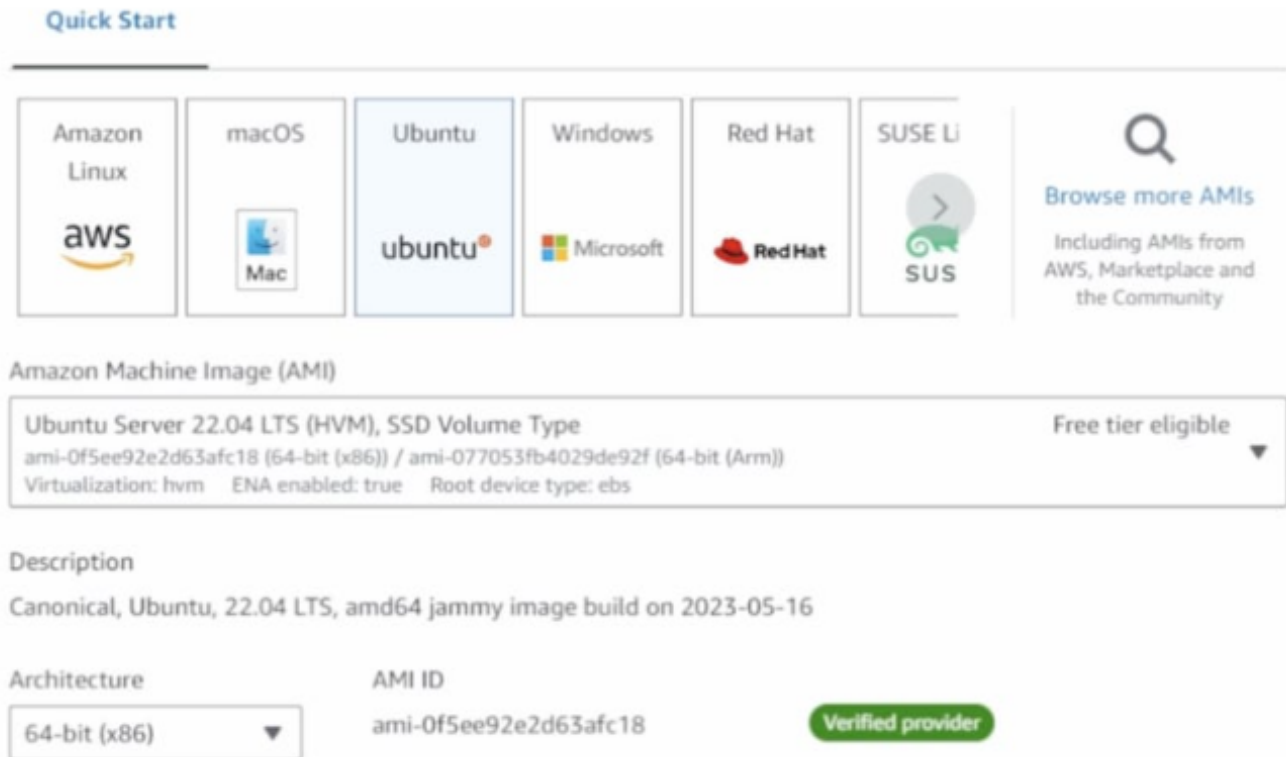 Quick Start
Amazon
Linux
aws
macOS
Mac
Ubuntu
ubuntu
Windows
Microsoft
Red Hat
Red Hat
SUSE Li
SUS
Browse more AMIs
Including AMIs from
AWS, Marketplace and
the Community
Amazon Machine Image (AMI)
Ubuntu Server 22.04 LTS (HVM), SSD Volume Type Free tier eligible
ami-0f5ee92e2d63afc18 (64-bit (x86)) / ami-077053fb4029de92f (64-bit (Arm))
Virtualization: hvm ENA enabled: true Root device type: ebs
Description
Canonical, Ubuntu, 22.04 LTS, amd64 jammy image build on 2023-05-16
Architecture AMI ID
64-bit (x86) ami-0f5ee92e2d63afc18 Verified provider